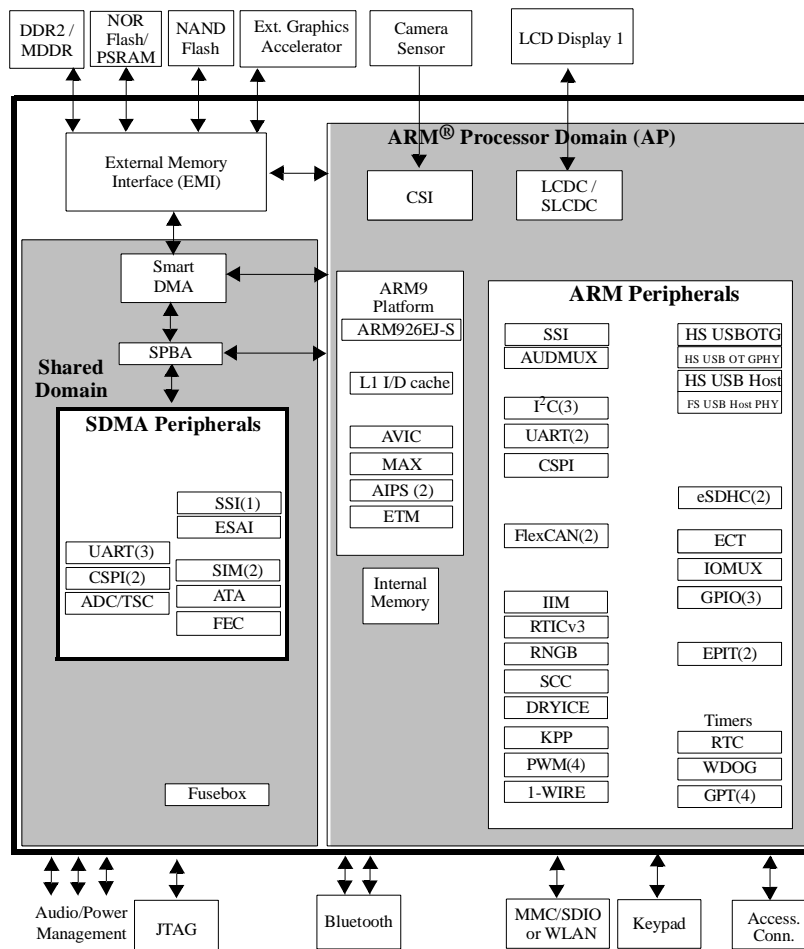 DDR2 /
MDDR
NOR
Flash/
PSRAM
NAND
Flash
Ext. Graphics
Accelerator
Camera
Sensor
LCD Display 1
External Memory
Interface (EMI)
ARM® Processor Domain (AP)
CSI
LCDC /
SLCDC
Smart
DMA
SPBA
Shared
Domain
SDMA Peripherals
SSI(1)
ESAI
UART(3)
CSPI(2)
ADC/TSC
SIM(2)
ATA
FEC
Fusebox
ARM9
Platform
ARM926EJ-S
L1 I/D cache
AVIC
MAX
AIPS (2)
ETM
Internal
Memory
ARM Peripherals
SSI
AUDMUX
I²C(3)
UART(2)
CSPI
FlexCAN(2)
IIM
RTICv3
RNGB
SCC
DRYICE
KPP
PWM(4)
1-WIRE
HS USBOTG
HS USB OT GPHY
HS USB Host
FS USB Host PHY
eSDHC(2)
ECT
IOMUX
GPIO(3)
EPIT(2)
Timers
RTC
WDOG
GPT(4)
Audio/Power
Management
JTAG
Bluetooth
MMC/SDIO
or WLAN
Keypad
Access.
Conn.